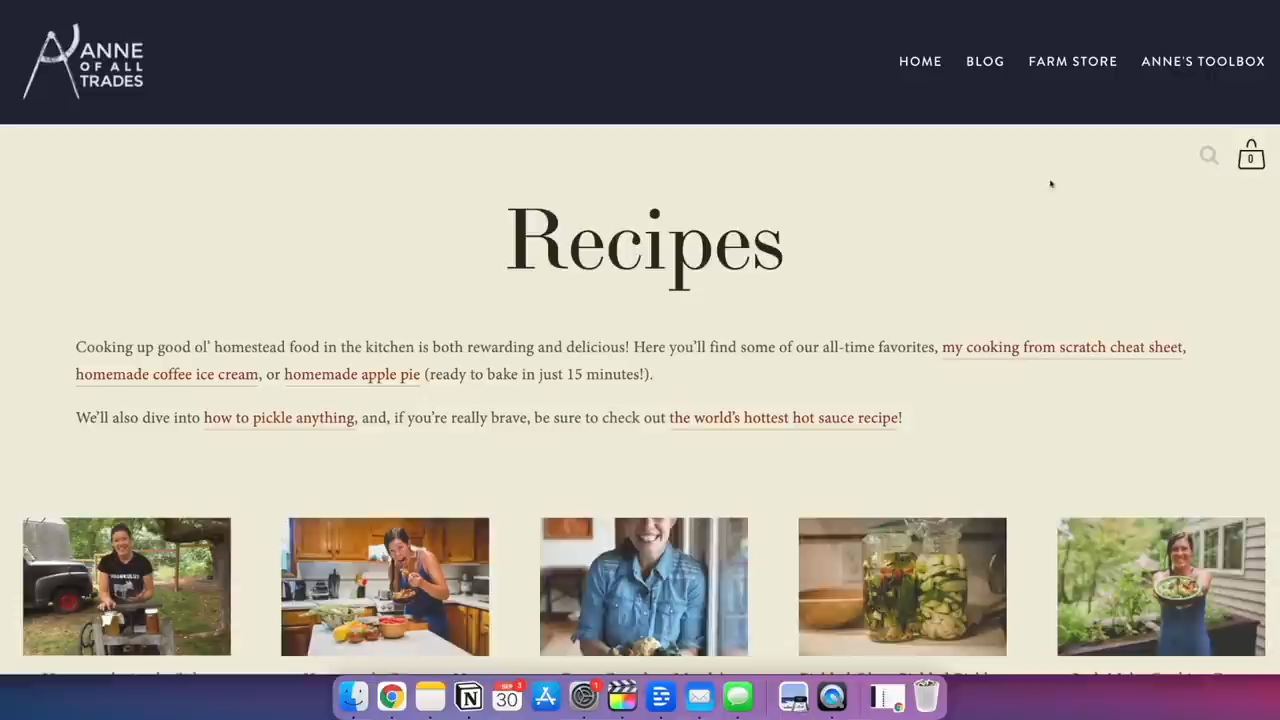 ANNE
OF ALL
TRADES
HOME BLOG FARM STORE ANNE'S TOOLBOX
0
Recipes
Cooking up good ol' homestead food in the kitchen is both rewarding and delicious! Here you'll find some of our all-time favorites, my cooking from scratch cheat sheet,
homemade coffee ice cream, or homemade apple pie (ready to bake in just 15 minutes!).
We'll also dive into how to pickle anything, and, if you're really brave, be sure to check out the world's hottest hot sauce recipe!
SEP 3
30
1